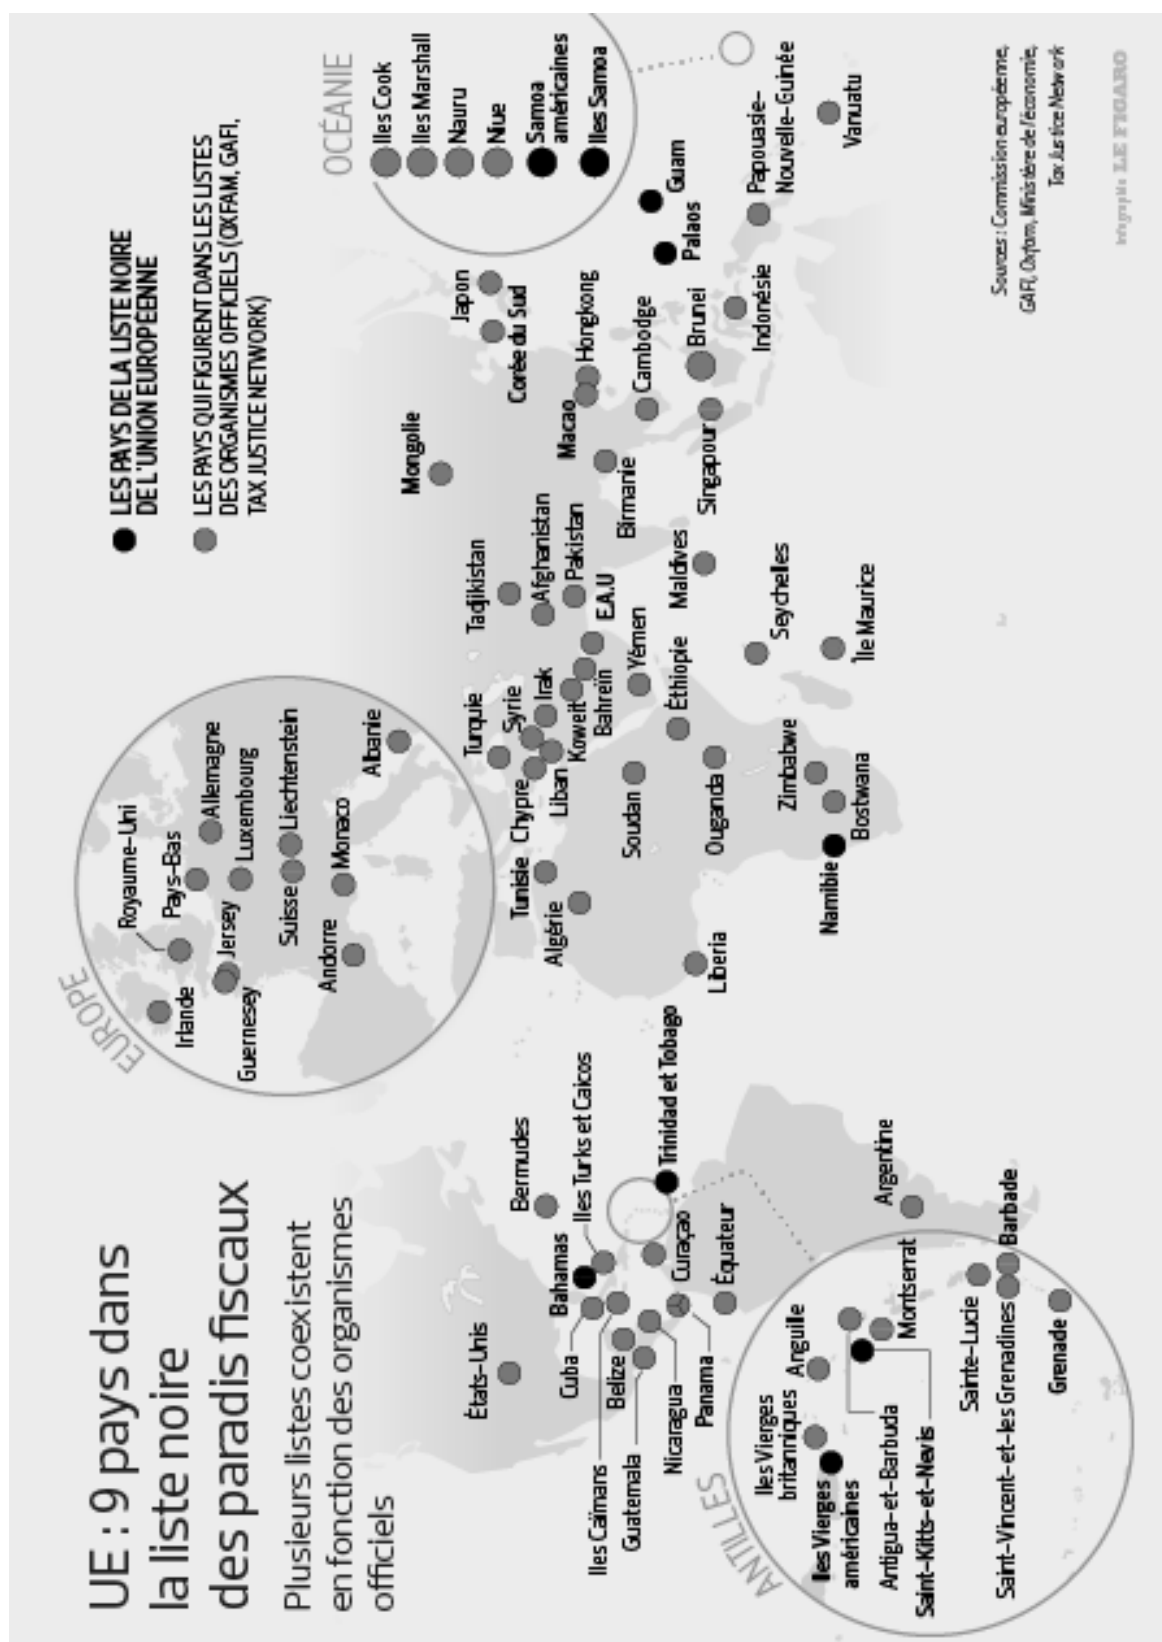 UE : 9 pays dans
la liste noire
des paradis fiscaux
Plusieurs listes coexistent
en fonction des organismes
officiels
LES PAYS DE LA LISTE NOIRE
DE L'UNION EUROPÉENNE
LES PAYS QUI FIGURENT DANS LES LISTES
DES ORGANISMES OFFICIELS (OXFAM, GAFI,
TAX JUSTICE NETWORK)
EUROPE
Royaume-Uni
Irlande
Pays-Bas
Allemagne
Jersey
Luxembourg
Guernesey
Suisse
Liechtenstein
Andorre
Monaco
Albanie
OCÉANIE
Iles Cook
Iles Marshall
Nauru
Niue
Samoa
américaines
Iles Samoa
États-Unis
Bermudes
Bahamas
Iles Turks et Caicos
Cuba
Iles Caïmans
Belize
Guatemala
Nicaragua
Panama
Curaçao
Trinidad et Tobago
Équateur
Argentine
ANTILLES
Iles Vierges
britanniques
Anguille
Iles Vierges
américaines
Antigua-et-Barbuda
Saint-Kitts-et-Nevis
Montserrat
Sainte-Lucie
Saint-Vincent-et-les Grenadines
Barbade
Grenade
Mongolie
Japon
Corée du Sud
Turquie
Tadjikistan
Tunisie
Chypre
Syrie
Irak
Afghanistan
Algérie
Liban
Koweit
Bahreïn
E.A.U
Pakistan
Macao
Hongkong
Birmanie
Cambodge
Soudan
Yémen
Éthiopie
Maldives
Singapour
Brunei
Palaos
Guam
Liberia
Ouganda
Indonésie
Papouasie-
Nouvelle-Guinée
Zimbabwe
Seychelles
Namibie
Bostwana
Île Maurice
Vanuatu
Sources : Commission européenne,
GAFI, Oxfam, Ministère de l'économie,
Tax Justice Network
Infographie LE FIGARO